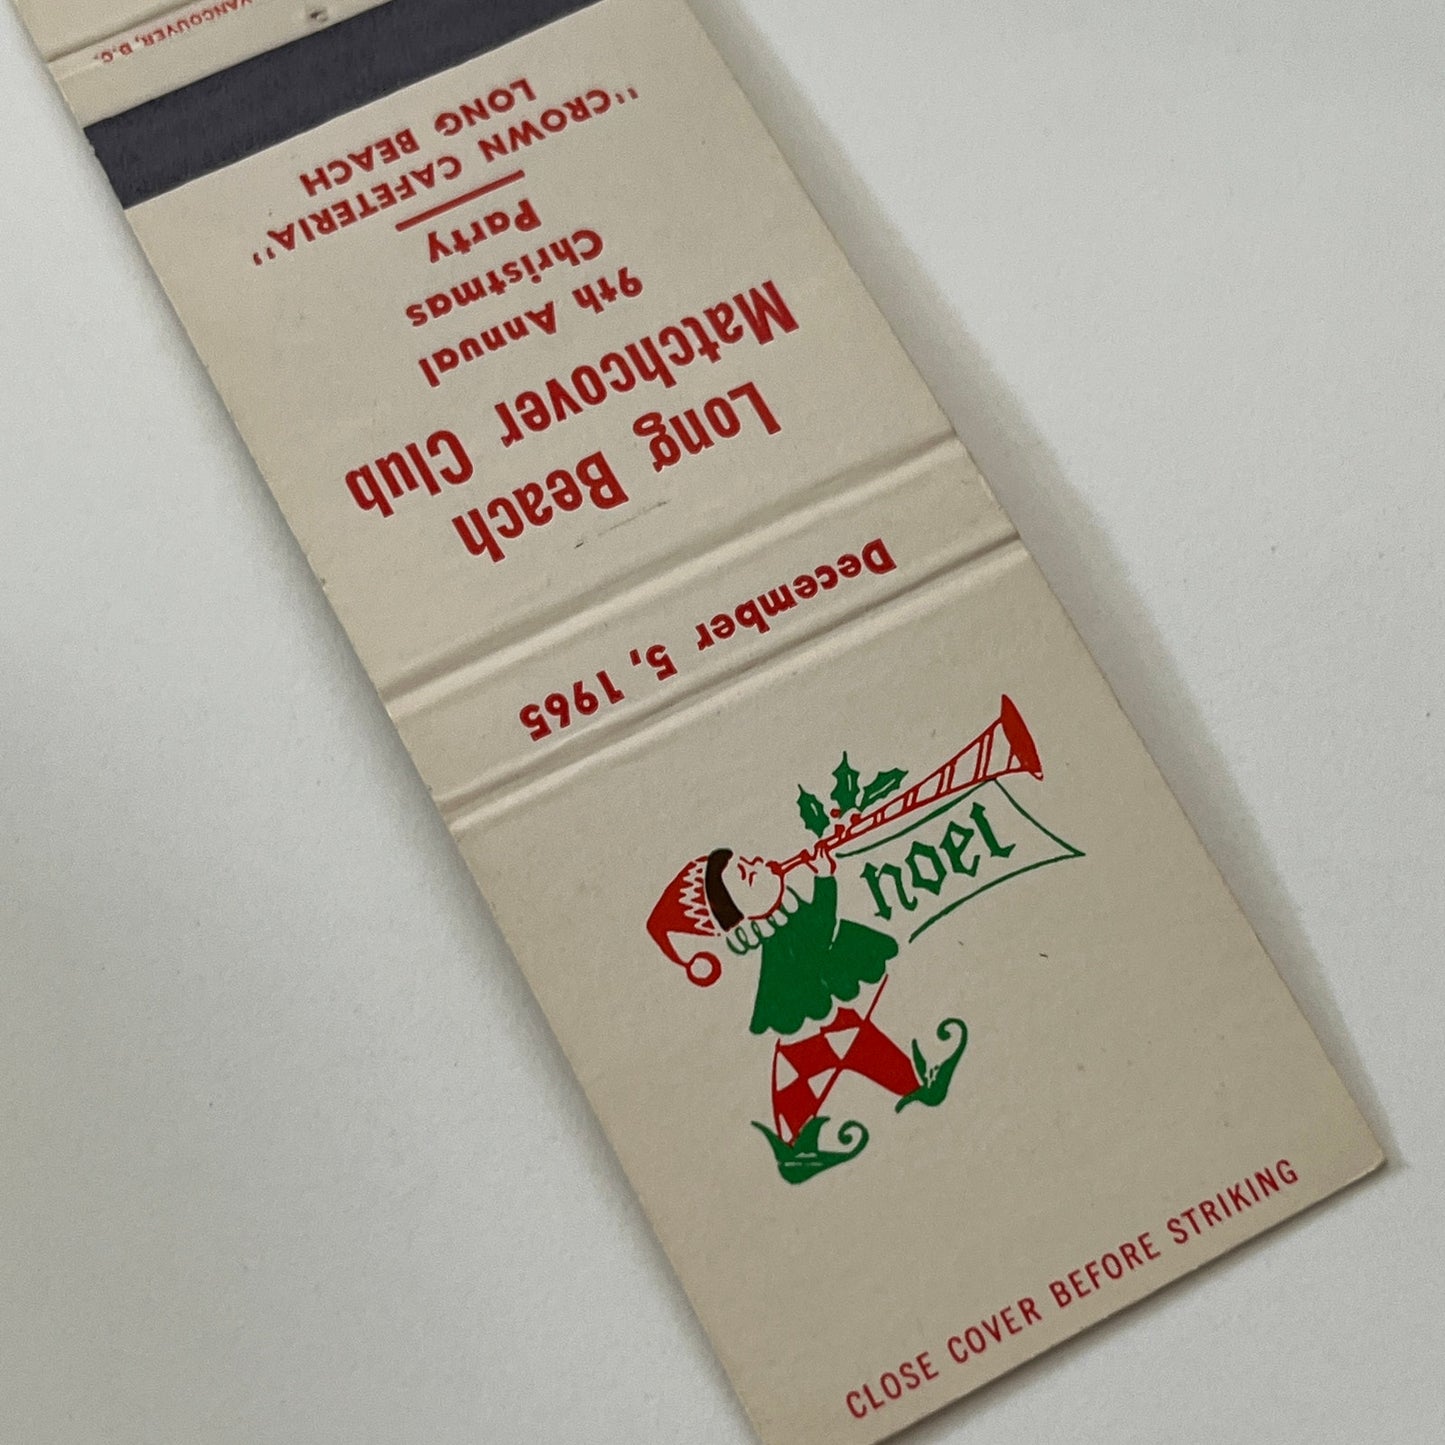 Long Beach
Matchcover Club
9th Annual
Christmas
Party
"CROWN CAFETERIA"
LONG BEACH
VANCOUVER, B.C.
December 5, 1965
noel
CLOSE COVER BEFORE STRIKING